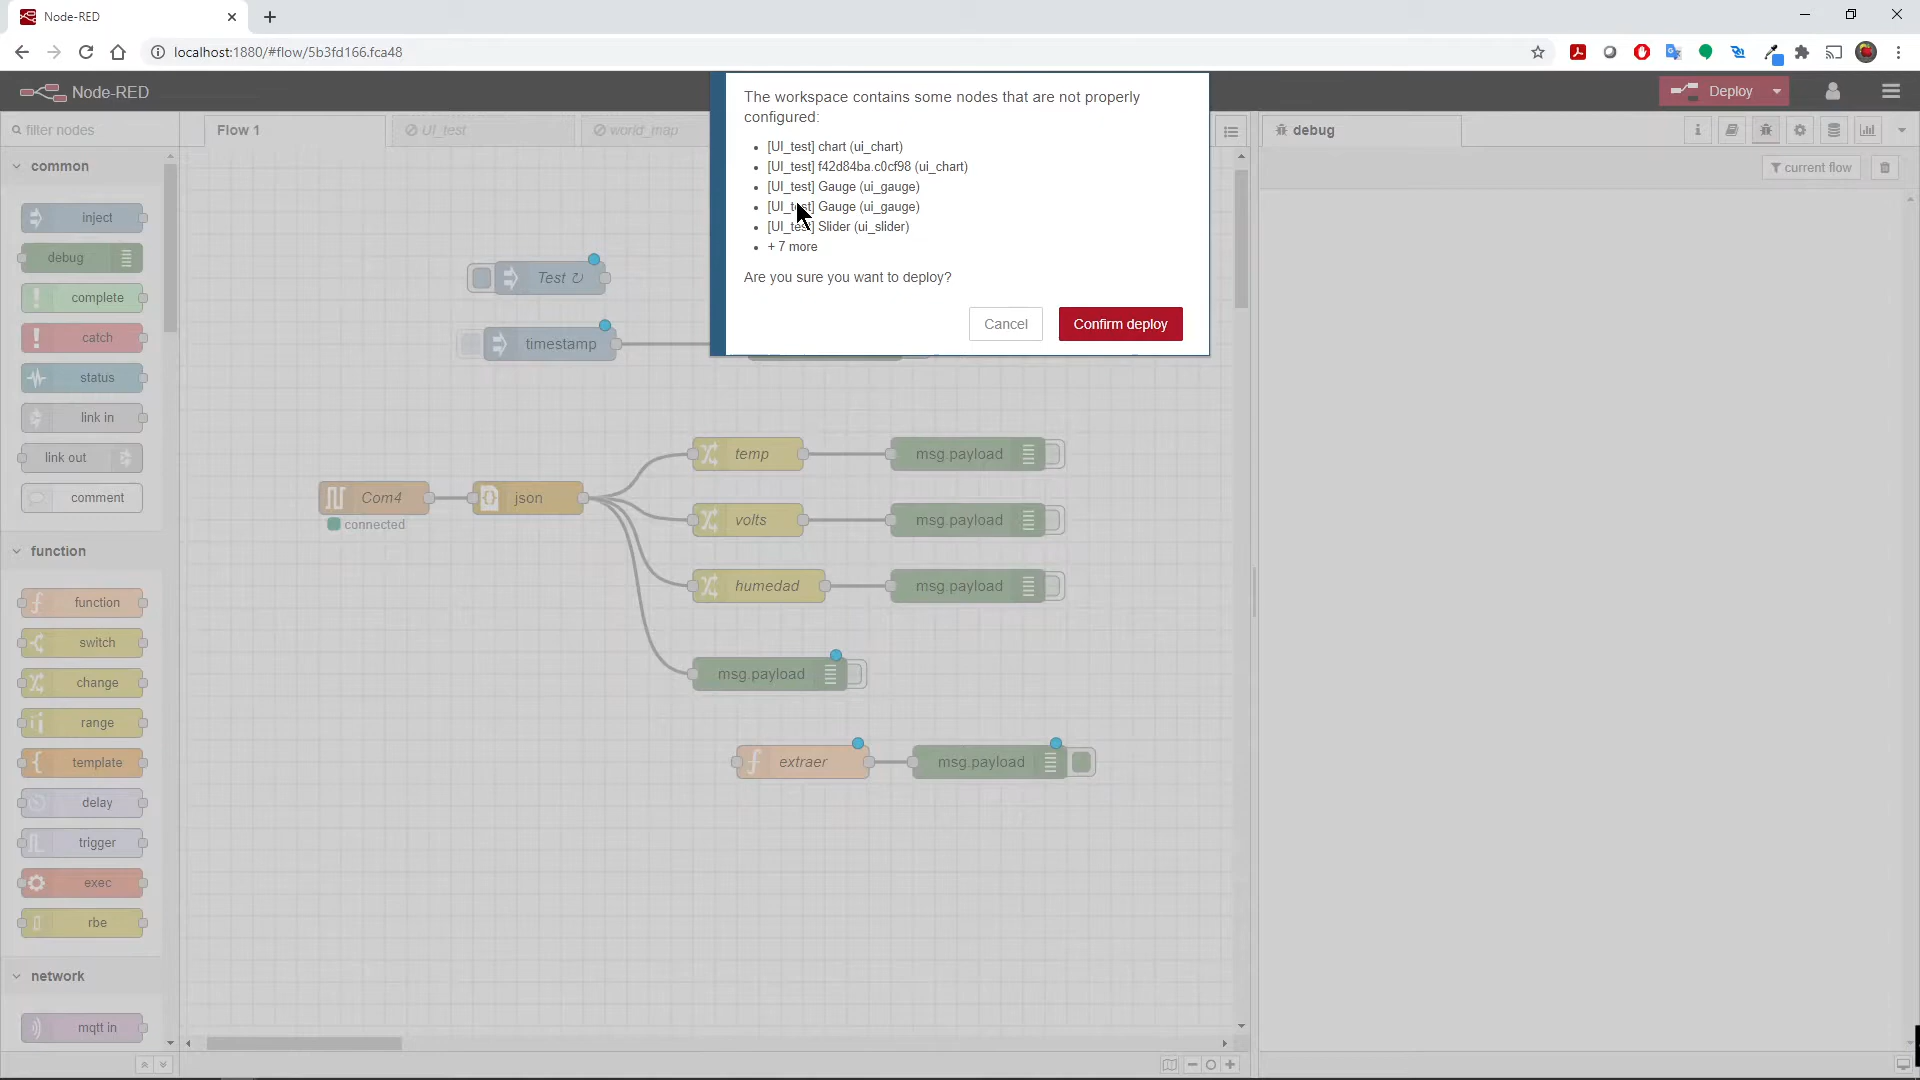 Node-RED
localhost:1880/#flow/5b3fd166.fca48
Node-RED
Deploy
The workspace contains some nodes that are not properly
configured:
[UI_test] chart (ui_chart)
[UI_test] f42d84ba.c0cf98 (ui_chart)
[UI_test] Gauge (ui_gauge)
[UI_test] Gauge (ui_gauge)
[UI_test] Slider (ui_slider)
+ 7 more
Are you sure you want to deploy?
Cancel
Confirm deploy
filter nodes
Flow 1
UI_test
world_map
debug
current flow
common
inject
debug
complete
catch
status
link in
link out
comment
function
function
switch
change
range
template
delay
trigger
exec
rbe
network
mqtt in
Test ↻
timestamp
temp
msg.payload
Com4
json
connected
volts
msg.payload
humedad
msg.payload
msg.payload
extraer
msg.payload